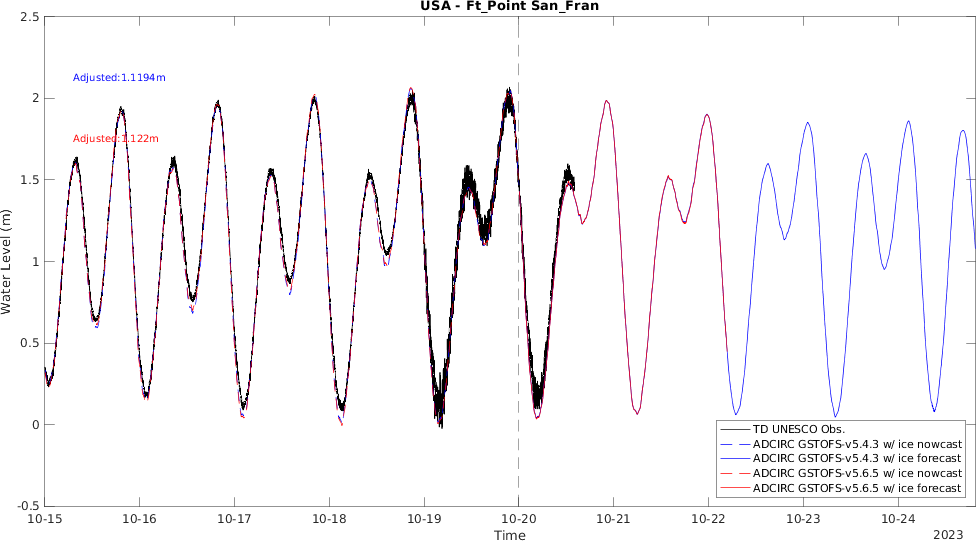 USA - Ft_Point San_Fran
2.5
2
1.5
1
0.5
0
-0.5
Water Level (m)
Adjusted:1.1194m
Adjusted:1.122m
TD UNESCO Obs.
ADCIRC GSTOFS-v5.4.3 w/ ice nowcast
ADCIRC GSTOFS-v5.4.3 w/ ice forecast
ADCIRC GSTOFS-v5.6.5 w/ ice nowcast
ADCIRC GSTOFS-v5.6.5 w/ ice forecast
10-15 10-16 10-17 10-18 10-19 10-20 10-21 10-22 10-23 10-24
Time
2023